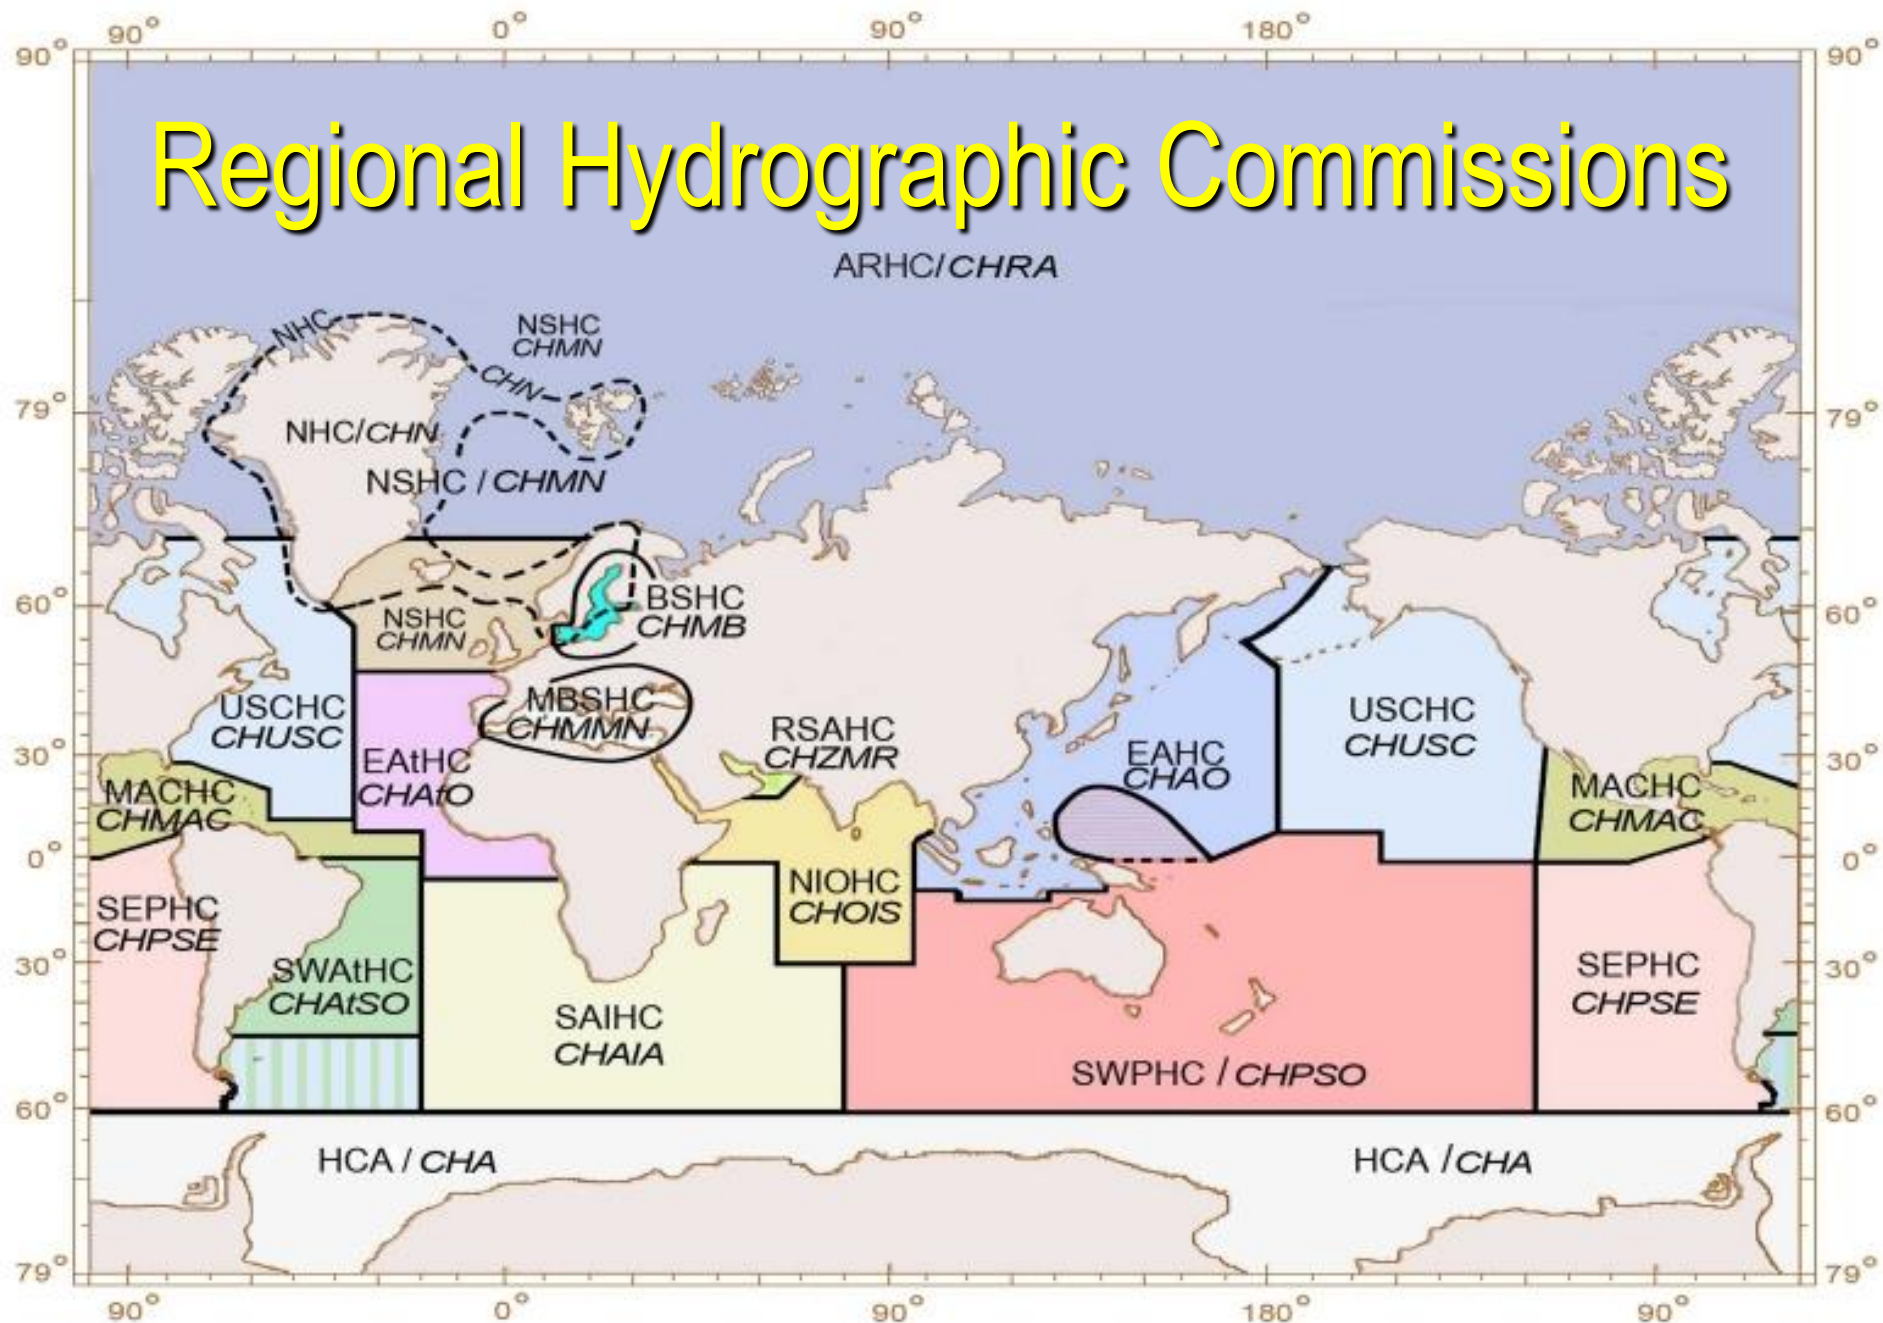 90° 0° 90° 180°
90° 90°
Regional Hydrographic Commissions
ARHC/CHRA
NHC
NSHC
CHMN
CHN
79° 79°
NHC/CHN
NSHC / CHMN
60° 60°
BSHC
CHMB
NSHC
CHMN
MBSHC
CHMMN
USCHC
CHUSC
RSAHC
CHZMR
EAHC
CHAO
USCHC
CHUSC
30° 30°
EAtHC
CHAtO
MACHC
CHMAC
MACHC
CHMAC
0° 0°
NIOHC
CHOIS
SEPHC
CHPSE
30° 30°
SWAtHC
CHAtSO
SEPHC
CHPSE
SAIHC
CHAIA
SWPHC / CHPSO
60° 60°
HCA / CHA HCA / CHA
79° 79°
90° 0° 90° 180° 90°